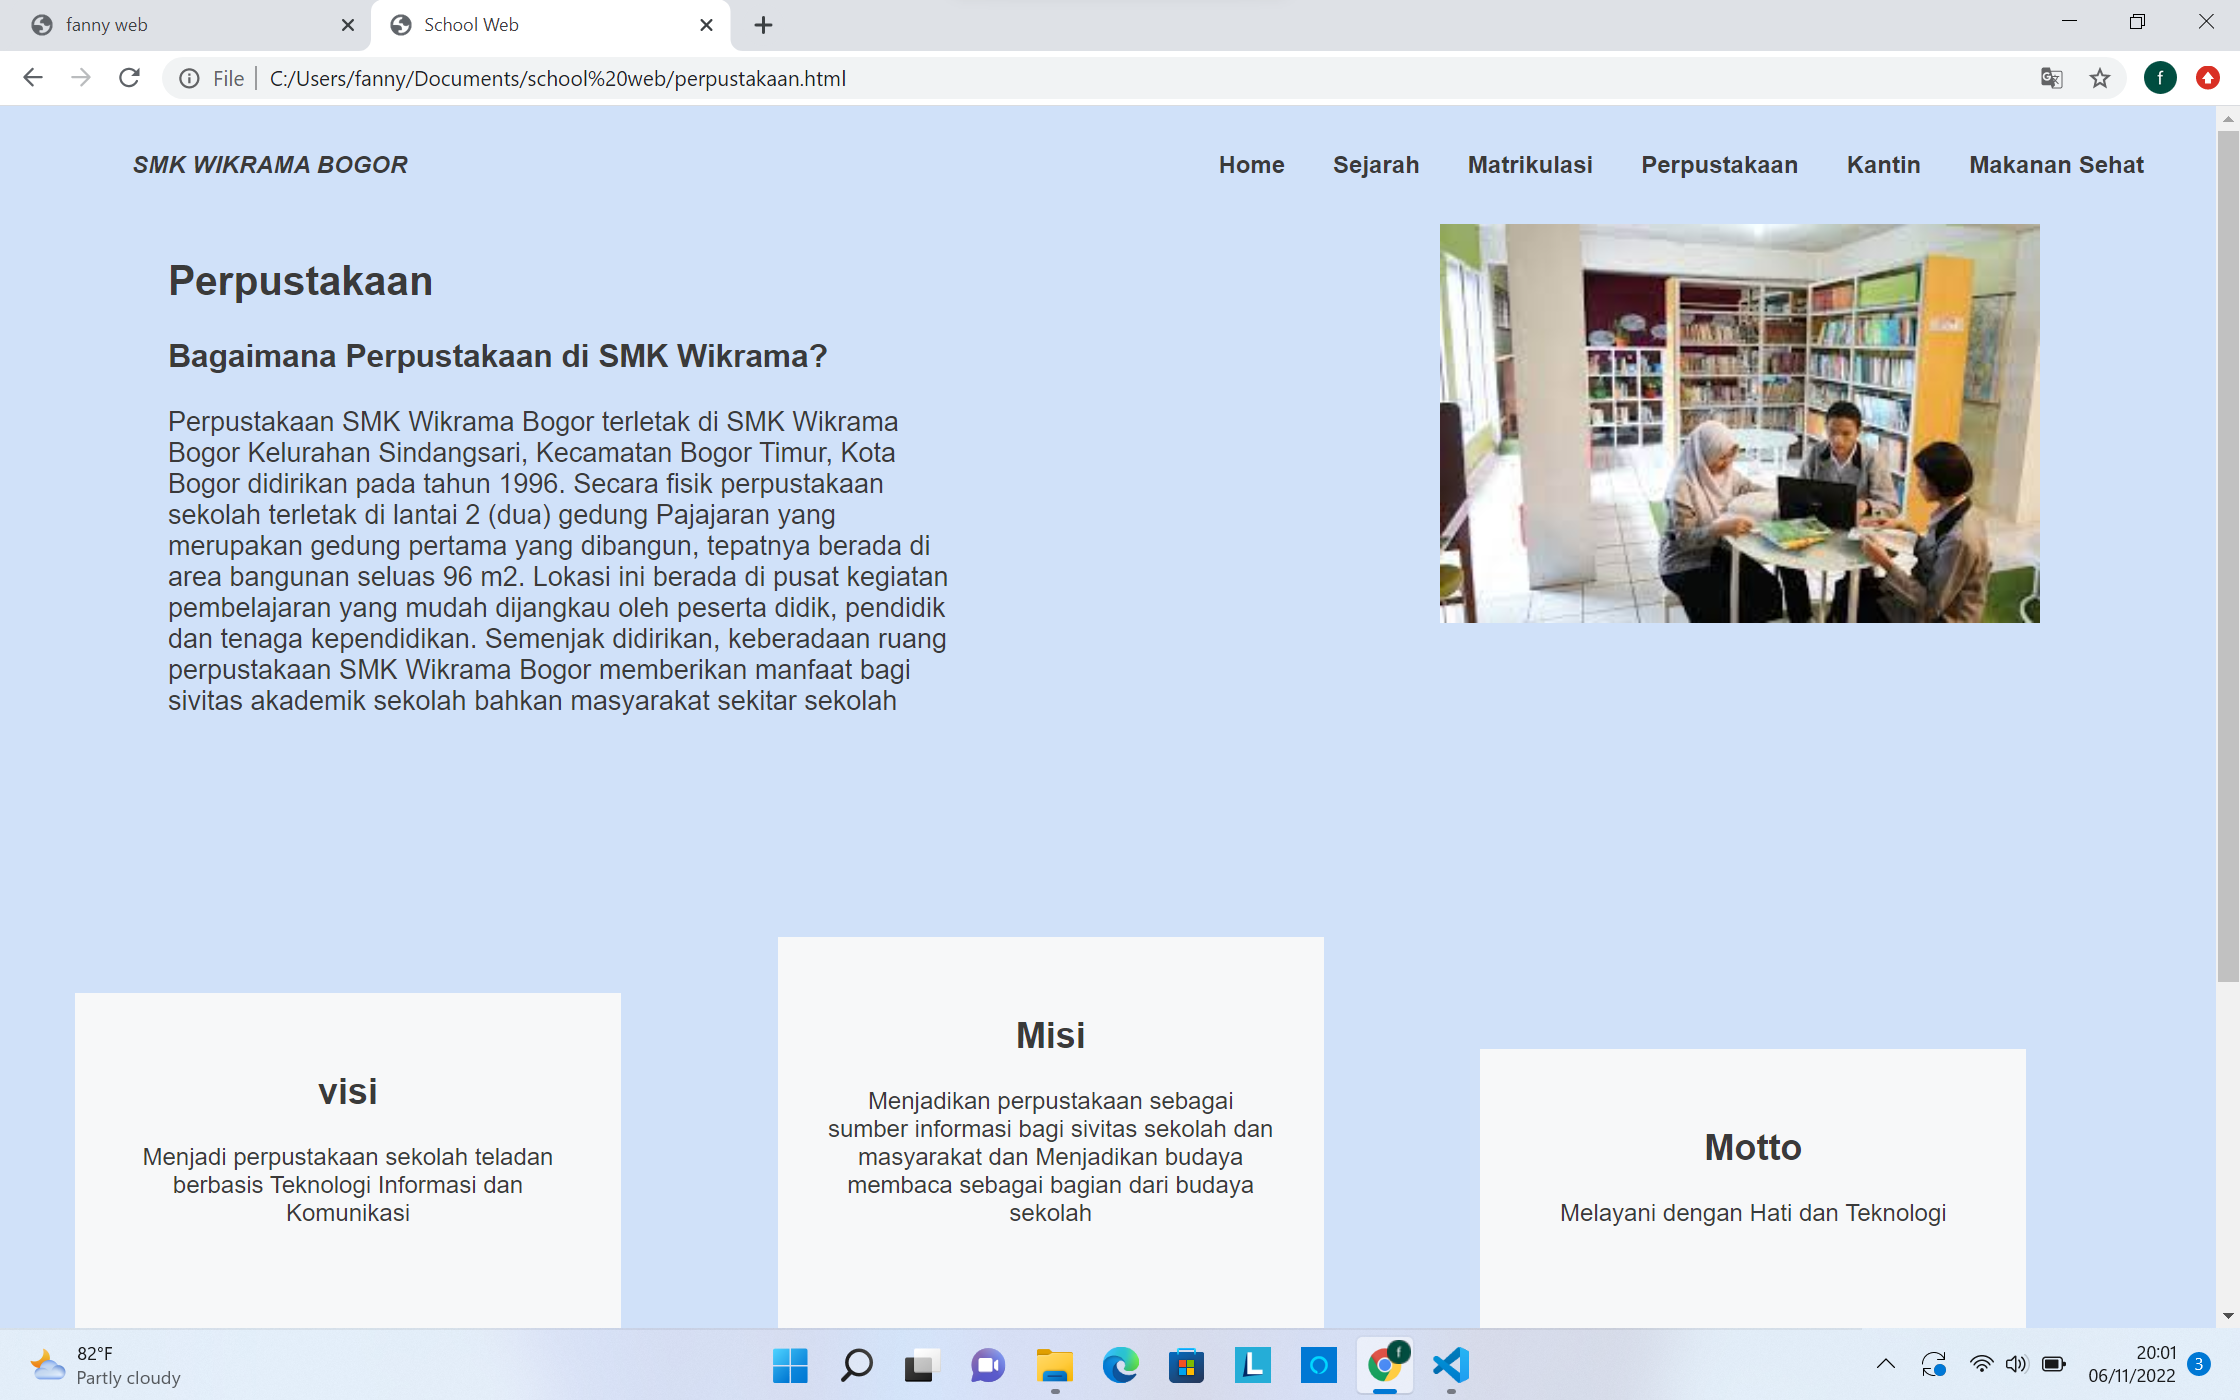 fanny web
School Web
File
C:/Users/fanny/Documents/school%20web/perpustakaan.html
f
SMK WIKRAMA BOGOR
Home Sejarah Matrikulasi Perpustakaan Kantin Makanan Sehat
Perpustakaan
Bagaimana Perpustakaan di SMK Wikrama?
Perpustakaan SMK Wikrama Bogor terletak di SMK Wikrama
Bogor Kelurahan Sindangsari, Kecamatan Bogor Timur, Kota
Bogor didirikan pada tahun 1996. Secara fisik perpustakaan
sekolah terletak di lantai 2 (dua) gedung Pajajaran yang
merupakan gedung pertama yang dibangun, tepatnya berada di
area bangunan seluas 96 m2. Lokasi ini berada di pusat kegiatan
pembelajaran yang mudah dijangkau oleh peserta didik, pendidik
dan tenaga kependidikan. Semenjak didirikan, keberadaan ruang
perpustakaan SMK Wikrama Bogor memberikan manfaat bagi
sivitas akademik sekolah bahkan masyarakat sekitar sekolah
visi
Menjadi perpustakaan sekolah teladan
berbasis Teknologi Informasi dan
Komunikasi
Misi
Menjadikan perpustakaan sebagai
sumber informasi bagi sivitas sekolah dan
masyarakat dan Menjadikan budaya
membaca sebagai bagian dari budaya
sekolah
Motto
Melayani dengan Hati dan Teknologi
82°F
Partly cloudy
L
f
20:01
06/11/2022
3